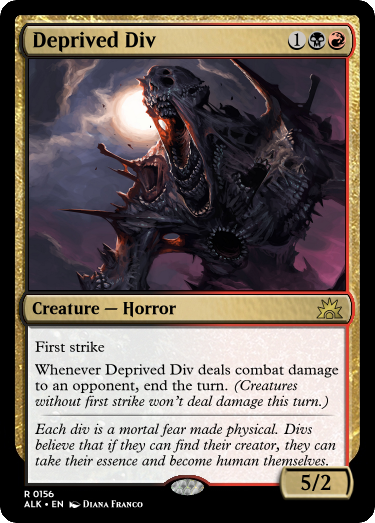 Deprived Div 1
Creature — Horror
First strike
Whenever Deprived Div deals combat damage
to an opponent, end the turn. (Creatures
without first strike won't deal damage this turn.)
Each div is a mortal fear made physical. Divs
believe that if they can find their creator, they can
take their essence and become human themselves.
5/2
R 0156
ALK • EN Diana Franco